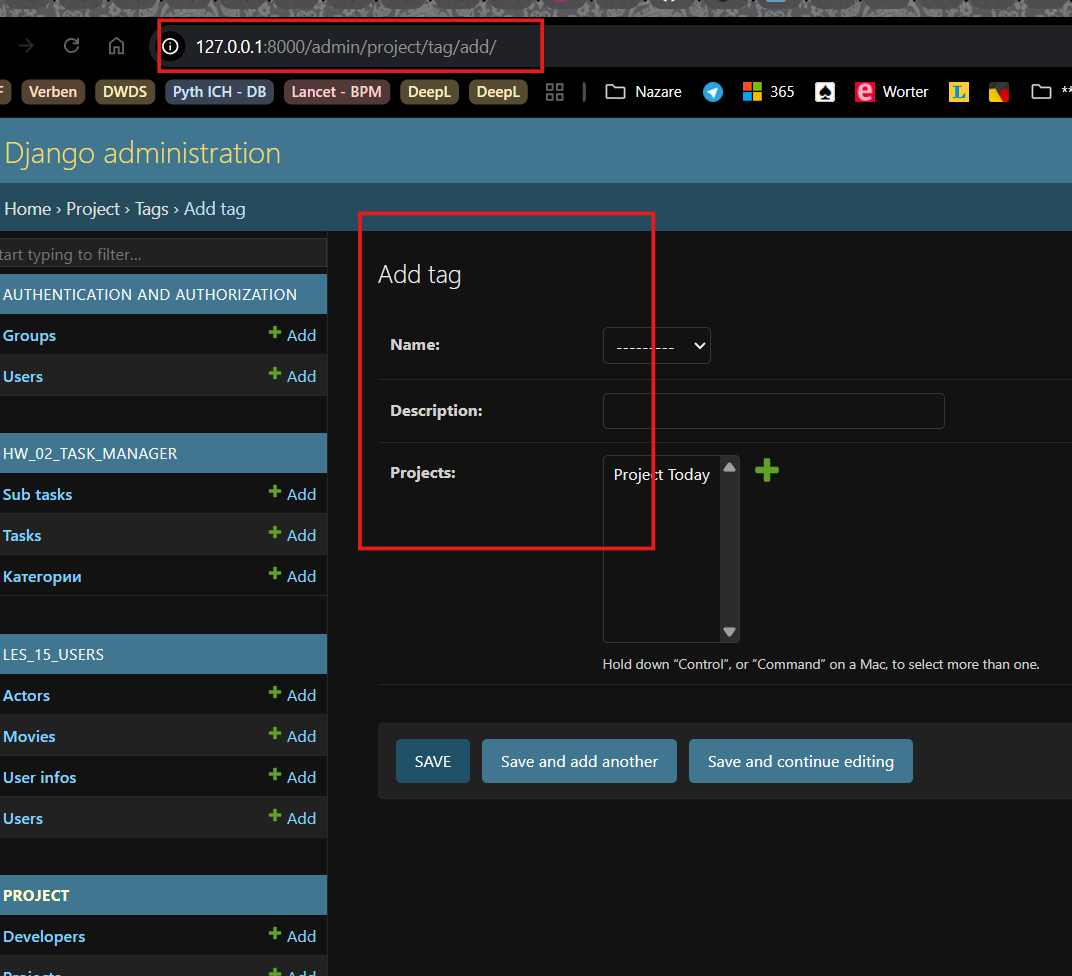 127.0.0.1:8000/admin/project/tag/add/
Verben DWDS Pyth ICH - DB Lancet - BPM DeepL DeepL Nazare 365 Worter
Django administration
Home › Project › Tags › Add tag
tart typing to filter...
AUTHENTICATION AND AUTHORIZATION
Groups + Add
Users + Add
HW_02_TASK_MANAGER
Sub tasks + Add
Tasks + Add
Категории + Add
LES_15_USERS
Actors + Add
Movies + Add
User infos + Add
Users + Add
PROJECT
Developers + Add
Projects + Add
Add tag
Name: ---------
Description:
Projects: Project Today
Hold down “Control”, or “Command” on a Mac, to select more than one.
SAVE Save and add another Save and continue editing